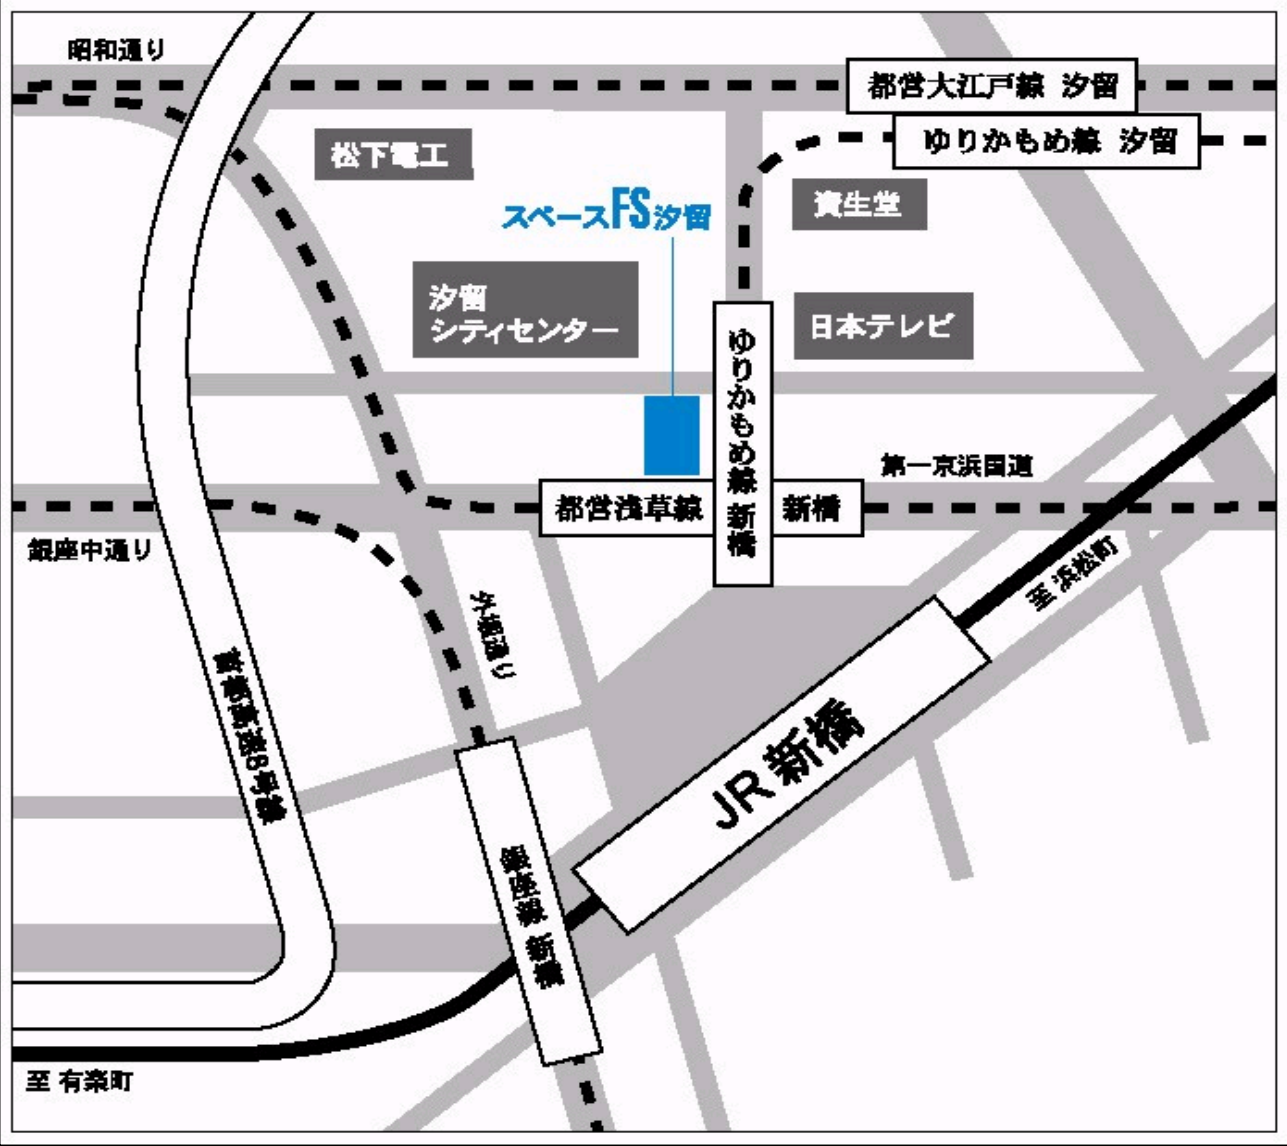 昭和通り
都営大江戸線 汐留
ゆりかもめ線 汐留
松下電工
資生堂
スペースFS汐留
汐留
シティセンター
日本テレビ
ゆりかもめ線 新橋
第一京浜国道
都営浅草線 新橋
銀座中通り
至 浜松町
外堀通り
首都高速8号線
JR 新橋
銀座線 新橋
至 有楽町